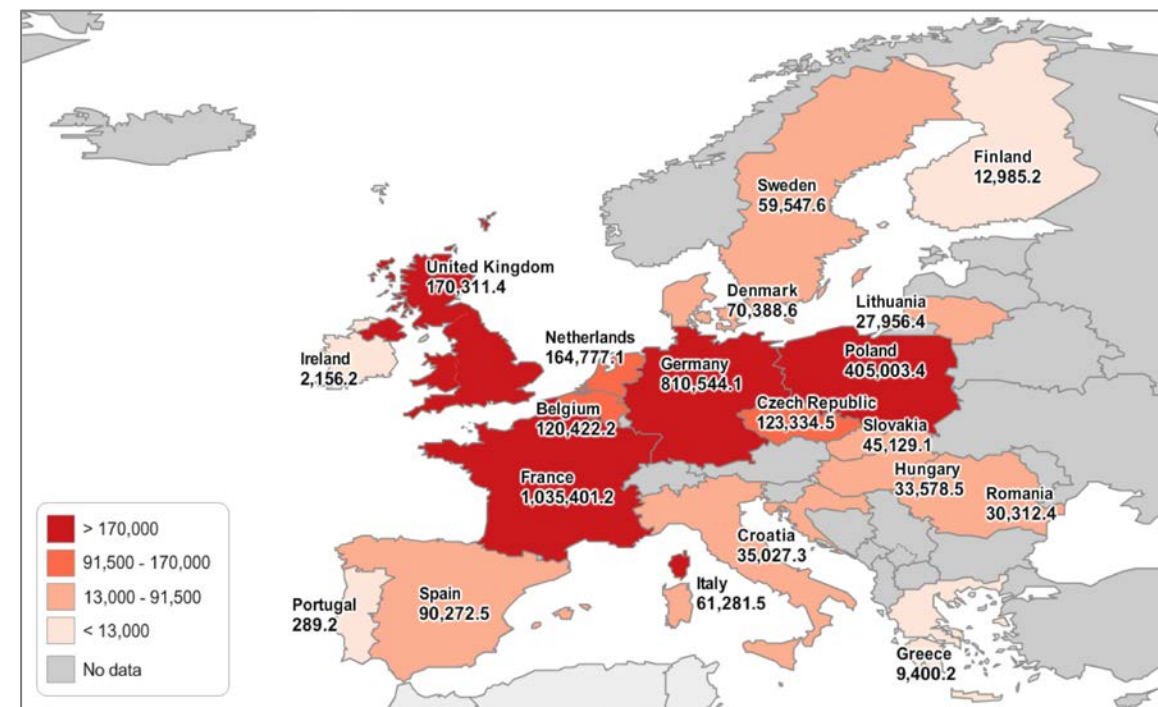 Finland
12,985.2
Sweden
59,547.6
United Kingdom
170,311.4
Denmark
70,388.6
Lithuania
27,956.4
Netherlands
164,777.1
Ireland
2,156.2
Germany
810,544.1
Poland
405,003.4
Belgium
120,422.2
Czech Republic
123,334.5
Slovakia
45,129.1
France
1,035,401.2
Hungary
33,578.5
Romania
30,312.4
Croatia
35,027.3
Portugal
289.2
Spain
90,272.5
Italy
61,281.5
Greece
9,400.2
> 170,000
91,500 - 170,000
13,000 - 91,500
< 13,000
No data